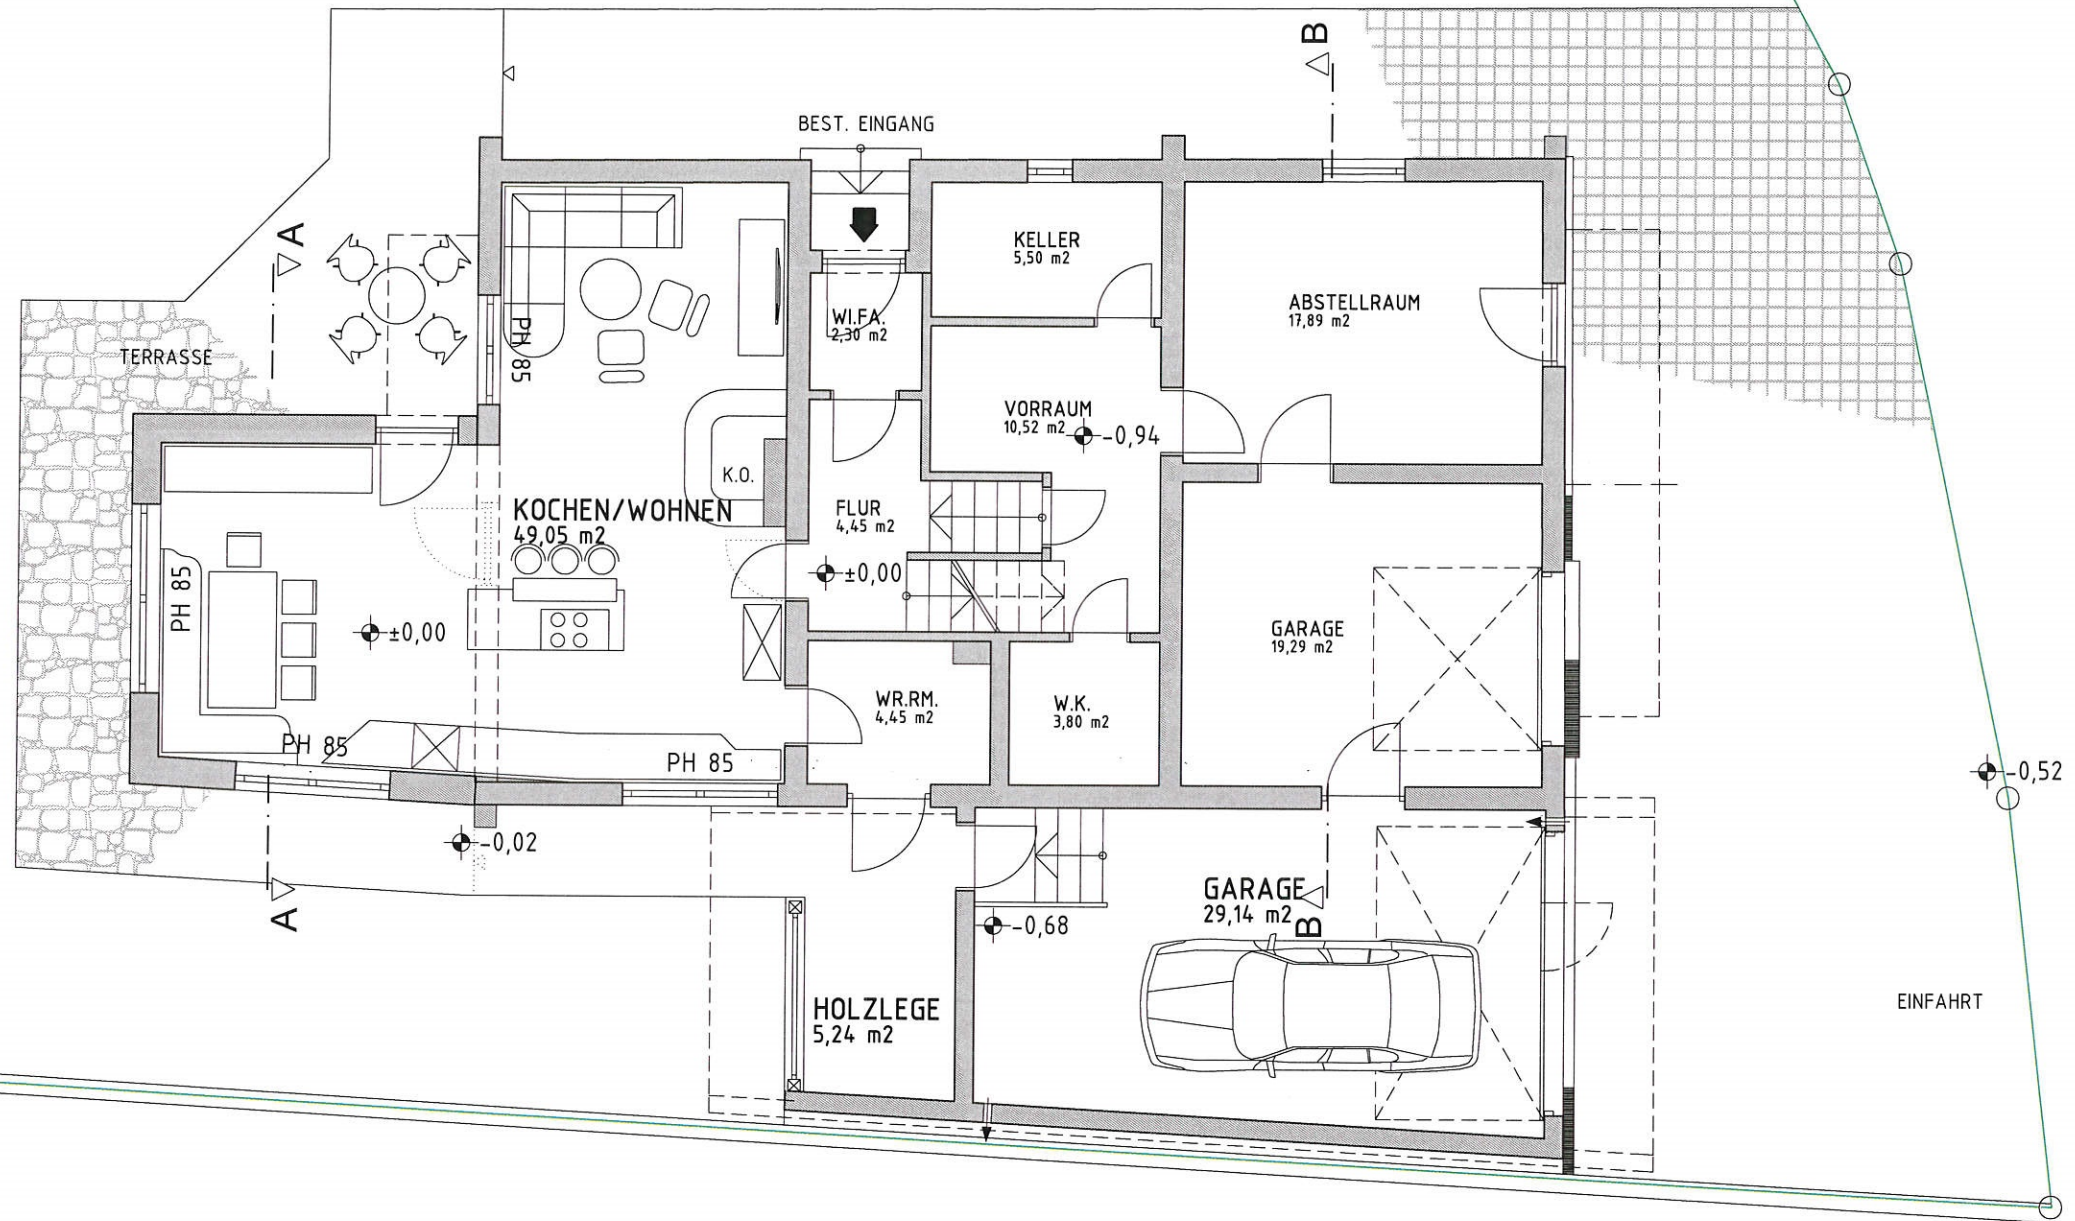 B
BEST. EINGANG
A
KELLER
5,50 m2
ABSTELLRAUM
17,89 m2
WI.FA.
2,30 m2
PH 85
TERRASSE
VORRAUM
10,52 m2
-0,94
K.O.
KOCHEN/WOHNEN
49,05 m2
FLUR
4,45 m2
±0,00
PH 85
±0,00
GARAGE
19,29 m2
WR.RM.
4,45 m2
W.K.
3,80 m2
PH 85
PH 85
-0,52
-0,02
A
GARAGE
29,14 m2
B
-0,68
HOLZLEGE
5,24 m2
EINFAHRT